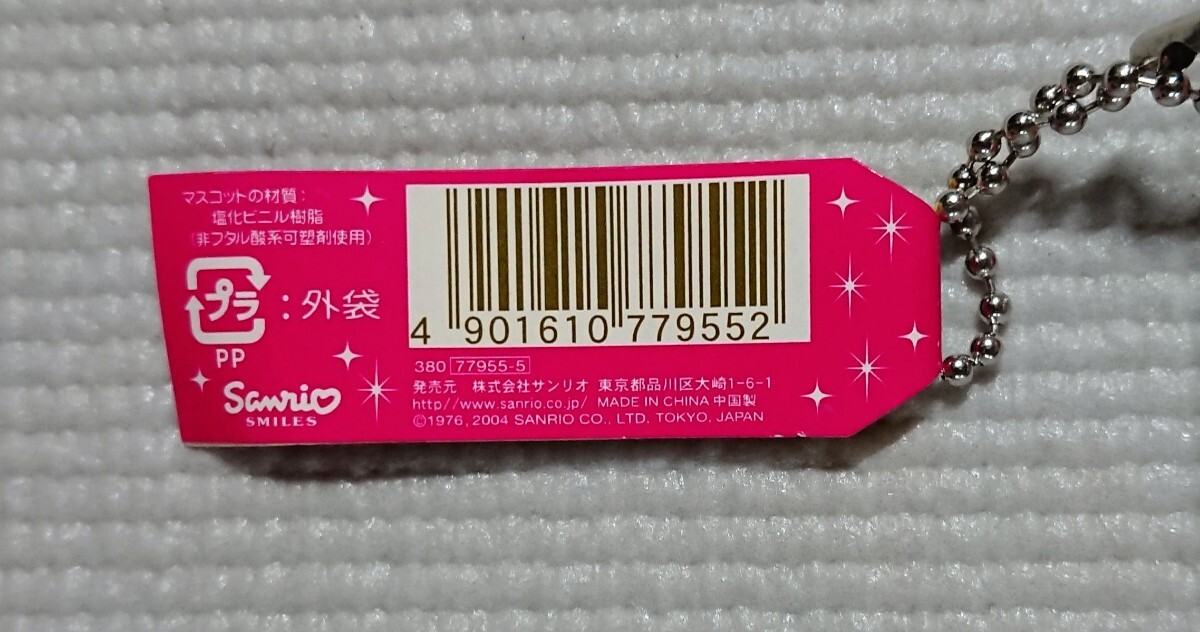 マスコットの材質:
塩化ビニル樹脂
(非フタル酸系可塑剤使用)
プラ :外袋
PP
Sanrio
SMILES
4 901610 779552
380 77955-5
発売元 株式会社サンリオ 東京都品川区大崎1-6-1
http://www.sanrio.co.jp/ MADE IN CHINA 中国製
©1976, 2004 SANRIO CO., LTD. TOKYO, JAPAN